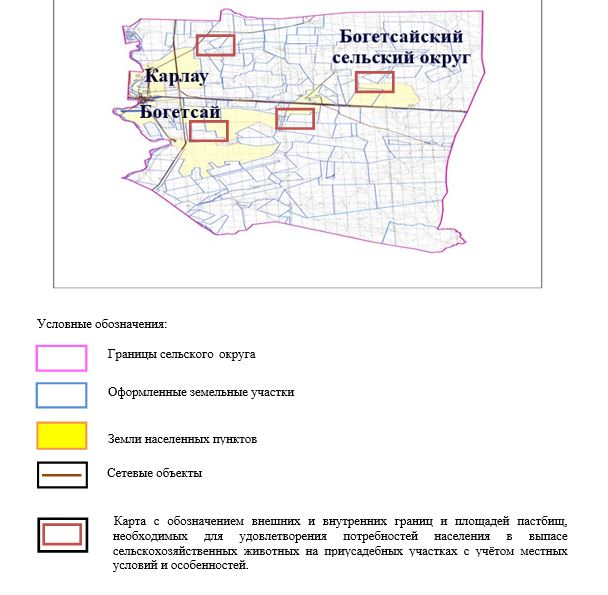 Богетсайский
сельский округ
Карлау
Богетсай
Условные обозначения:
Границы сельского округа
Оформленные земельные участки
Земли населенных пунктов
Сетевые объекты
Карта с обозначением внешних и внутренних границ и площадей пастбищ,
необходимых для удовлетворения потребностей населения в выпасе
сельскохозяйственных животных на приусадебных участках с учётом местных
условий и особенностей.